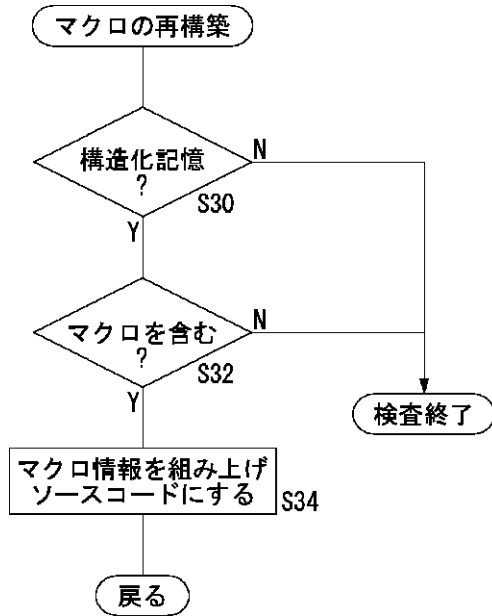 マクロの再構築
構造化記憶
?
N
S30
Y
マクロを含む
?
N
S32
Y
検査終了
マクロ情報を組み上げ
ソースコードにする
S34
戻る